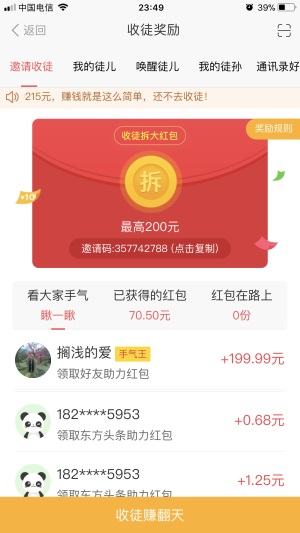 中国电信 23:49 39%
返回 收徒奖励
邀请收徒 我的徒儿 唤醒徒儿 我的徒孙 通讯录好
215元，赚钱就是这么简单，还不去收徒！
奖励规则
收徒拆大红包
拆
+10
最高200元
邀请码:357742788 (点击复制)
看大家手气 已获得的红包 红包在路上
瞅一瞅 70.50元 0份
搁浅的爱 手气王 +199.99元
领取好友助力红包
182****5953 +0.68元
领取东方头条助力红包
182****5953 +1.25元
领取东方头条助力红包
收徒赚翻天